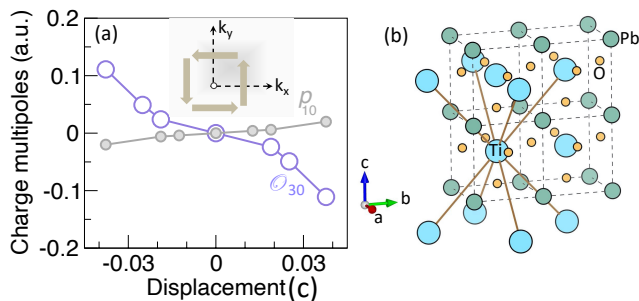 (a)
k_y
k_x
p_10
𝒪_30
Charge multipoles (a.u.)
0.2
0.1
0
-0.1
-0.2
-0.03
0
0.03
Displacement (c)
(b)
Pb
O
Ti
c
b
a